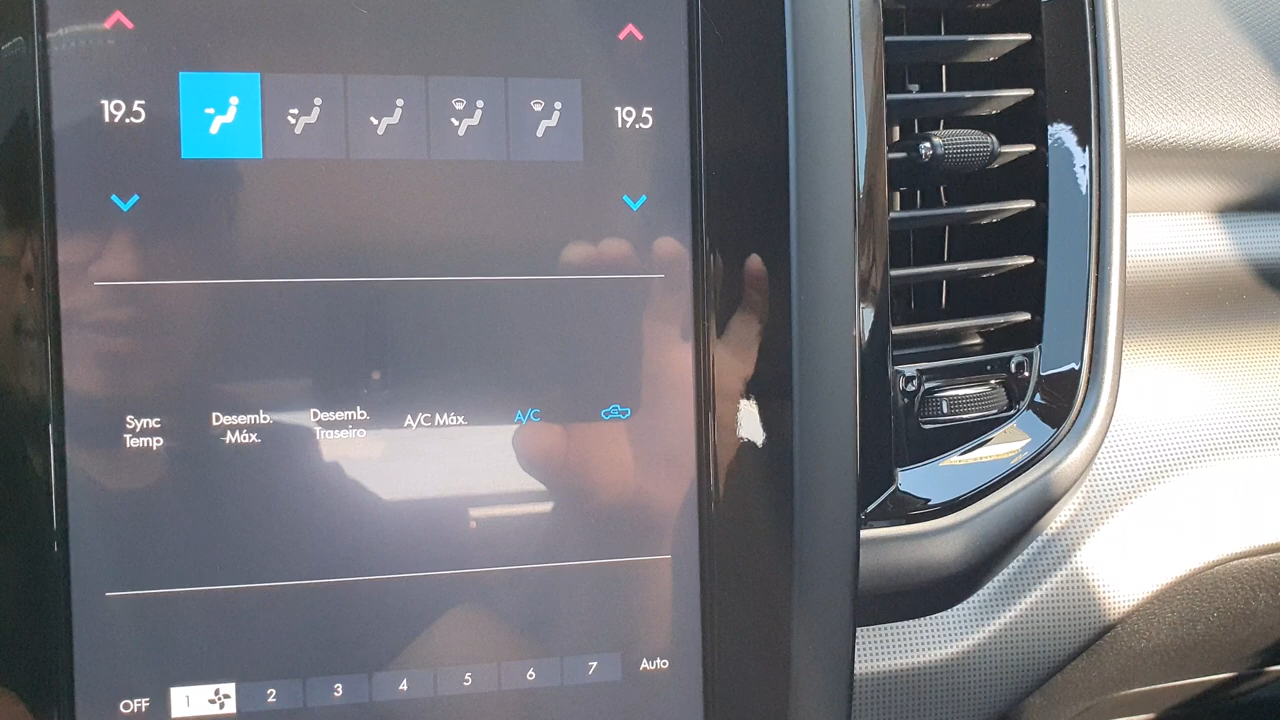 19.5
19.5
Sync
Temp
Desemb.
Máx.
Desemb.
Traseiro
A/C Máx.
A/C
OFF 1 2 3 4 5 6 7 Auto